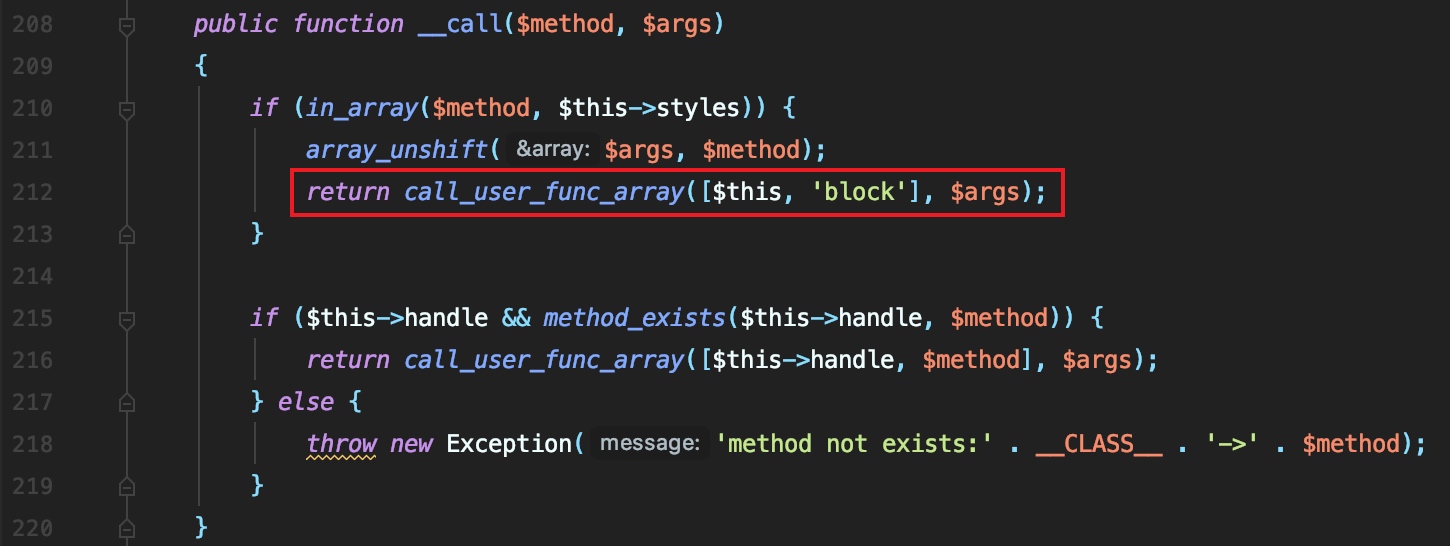 208 public function __call($method, $args)
209 {
210 if (in_array($method, $this->styles)) {
211 array_unshift( &array: $args, $method);
212 return call_user_func_array([$this, 'block'], $args);
213 }
214
215 if ($this->handle && method_exists($this->handle, $method)) {
216 return call_user_func_array([$this->handle, $method], $args);
217 } else {
218 throw new Exception( message: 'method not exists:' . __CLASS__ . '->' . $method);
219 }
220 }